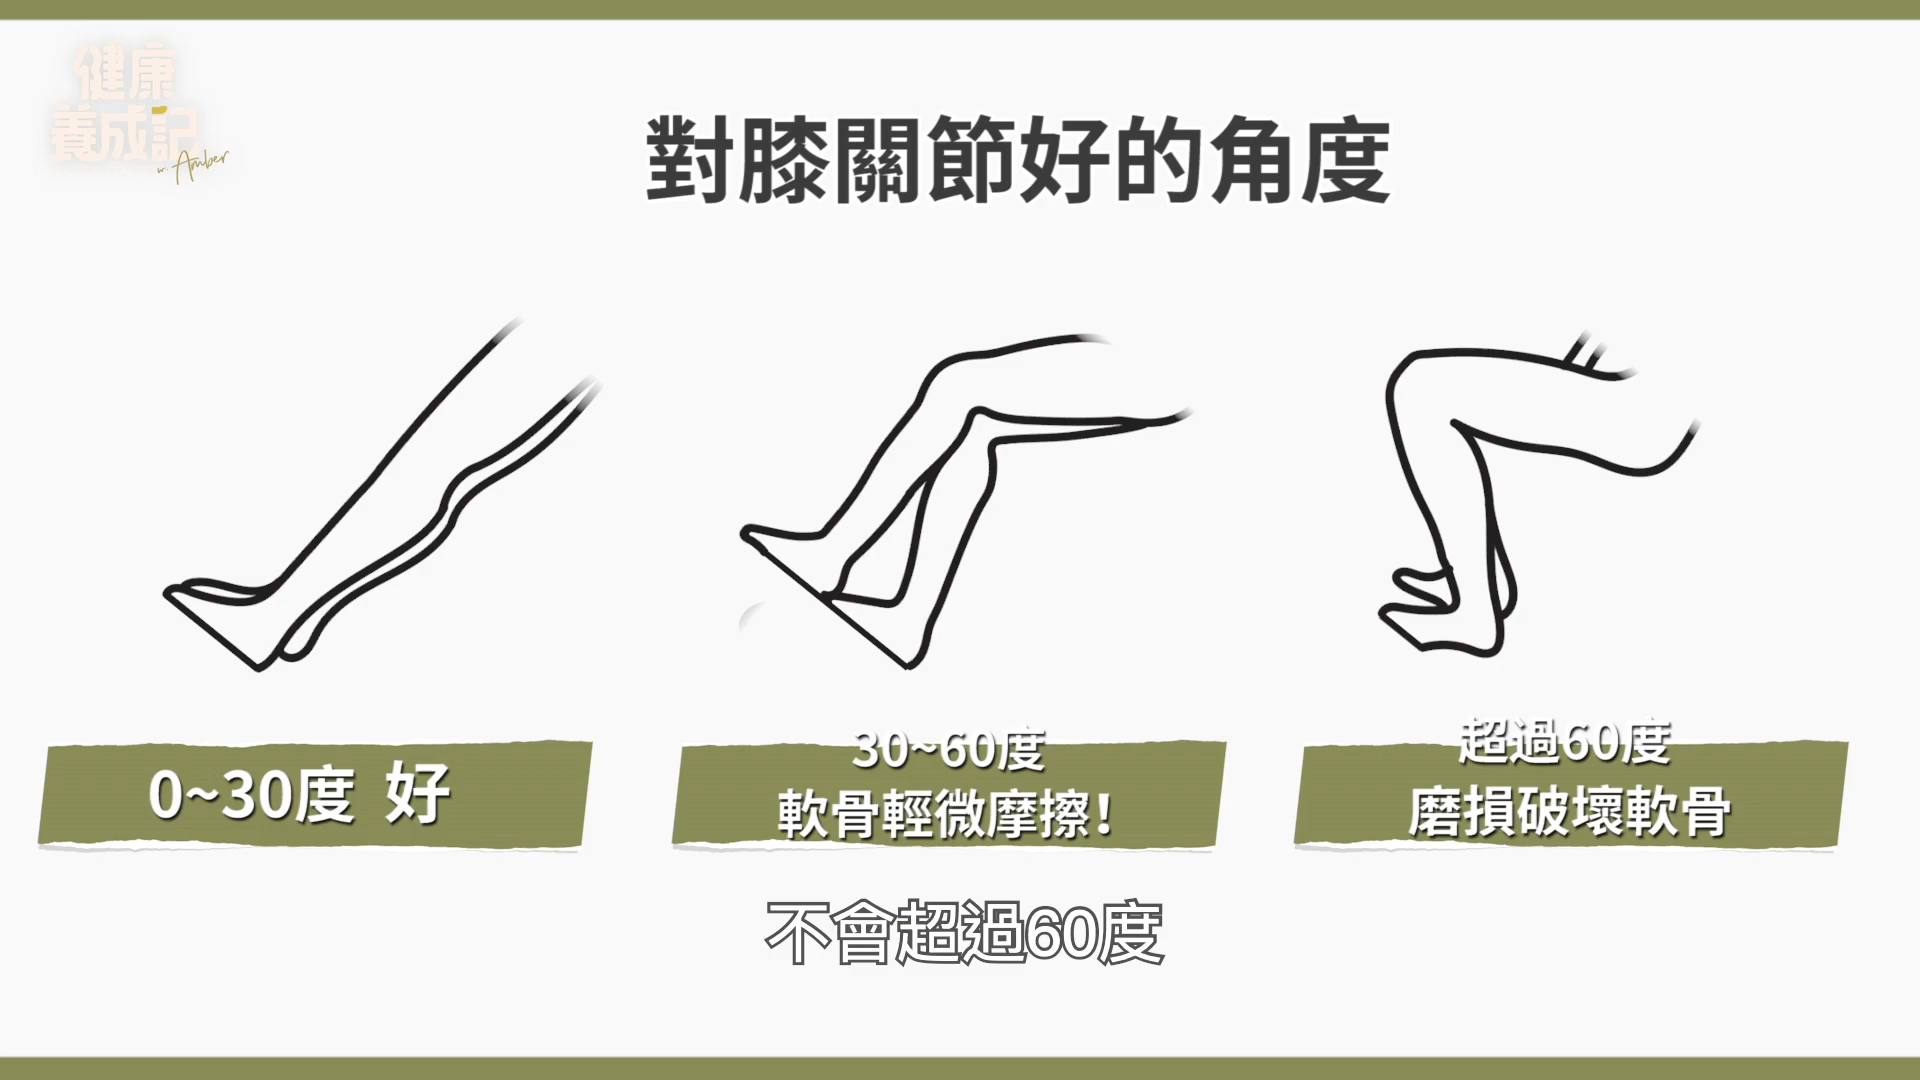 健康
養成記
w. Amber
對膝關節好的角度
0~30度 好
30~60度
軟骨輕微摩擦!
超過60度
磨損破壞軟骨
不會超過60度